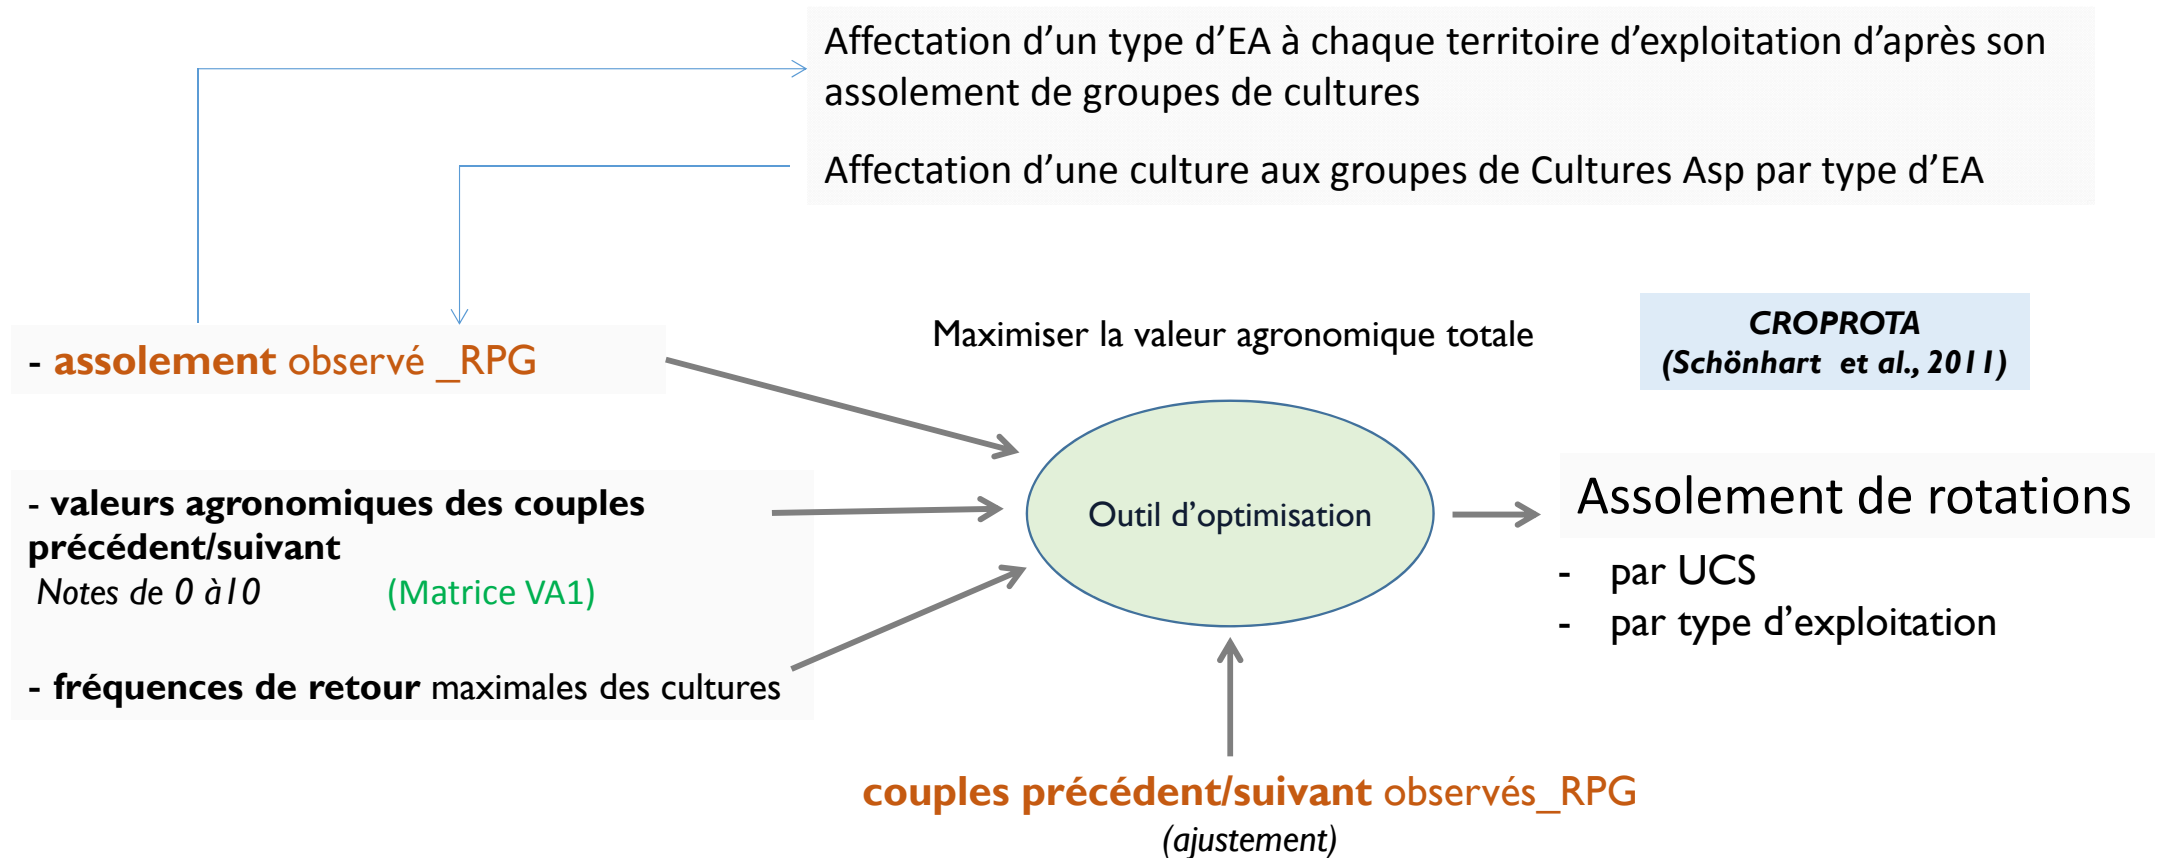 Affectation d’un type d’EA à chaque territoire d’exploitation d’après son
assolement de groupes de cultures
Affectation d’une culture aux groupes de Cultures Asp par type d’EA
- assolement observé _RPG
Maximiser la valeur agronomique totale
CROPROTA
(Schönhart et al., 2011)
- valeurs agronomiques des couples
précédent/suivant
Notes de 0 à10 (Matrice VA1)
- fréquences de retour maximales des cultures
Outil d’optimisation
Assolement de rotations
- par UCS
- par type d’exploitation
couples précédent/suivant observés_RPG
(ajustement)